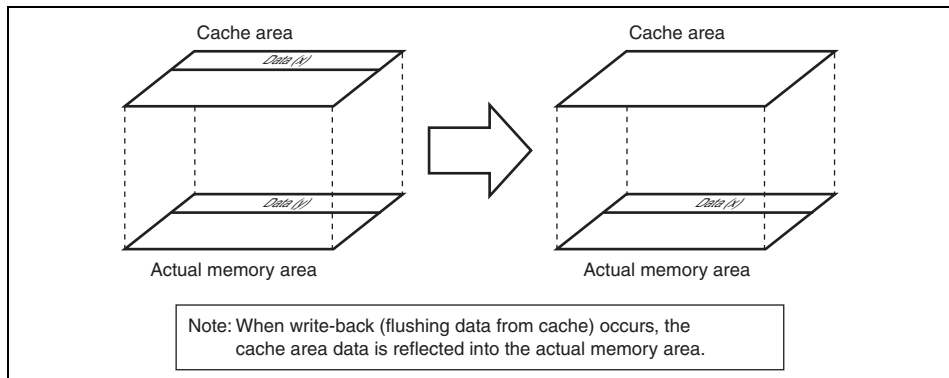 Cache area
Data (x)
Data (y)
Actual memory area
Cache area
Data (x)
Actual memory area
Note: When write-back (flushing data from cache) occurs, the
cache area data is reflected into the actual memory area.